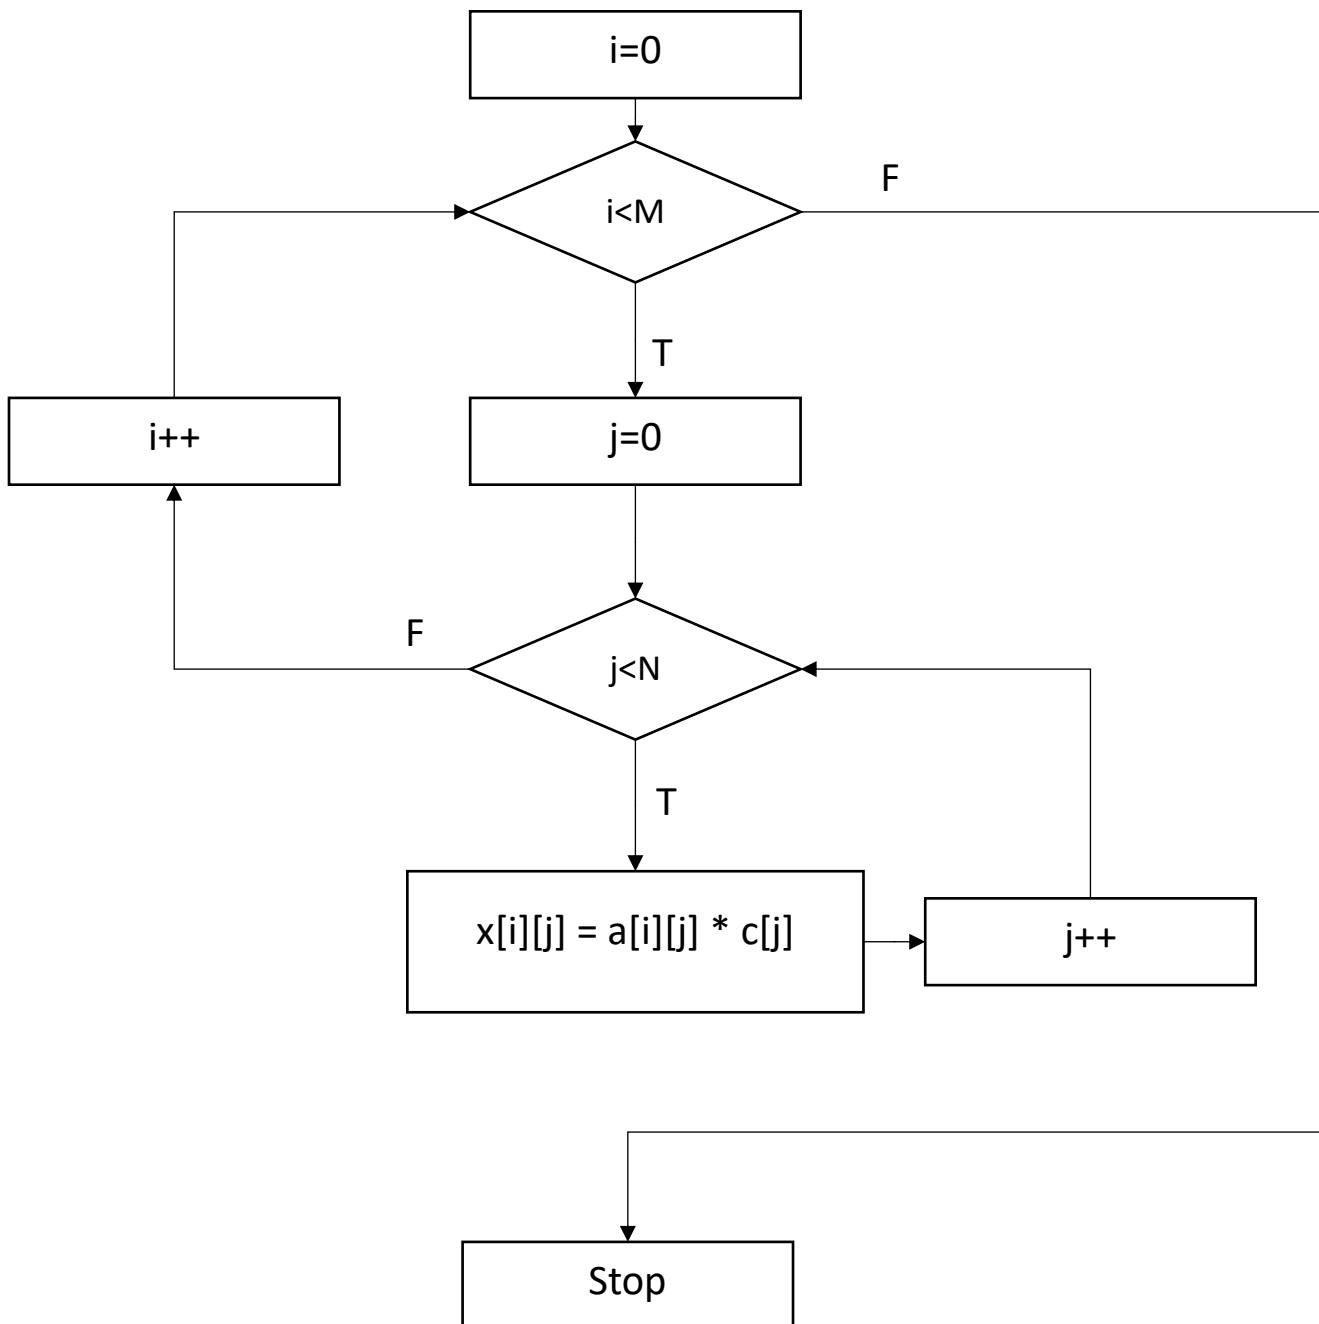 i=0
i<M
F
T
i++
j=0
F
j<N
T
x[i][j] = a[i][j] * c[j]
j++
Stop